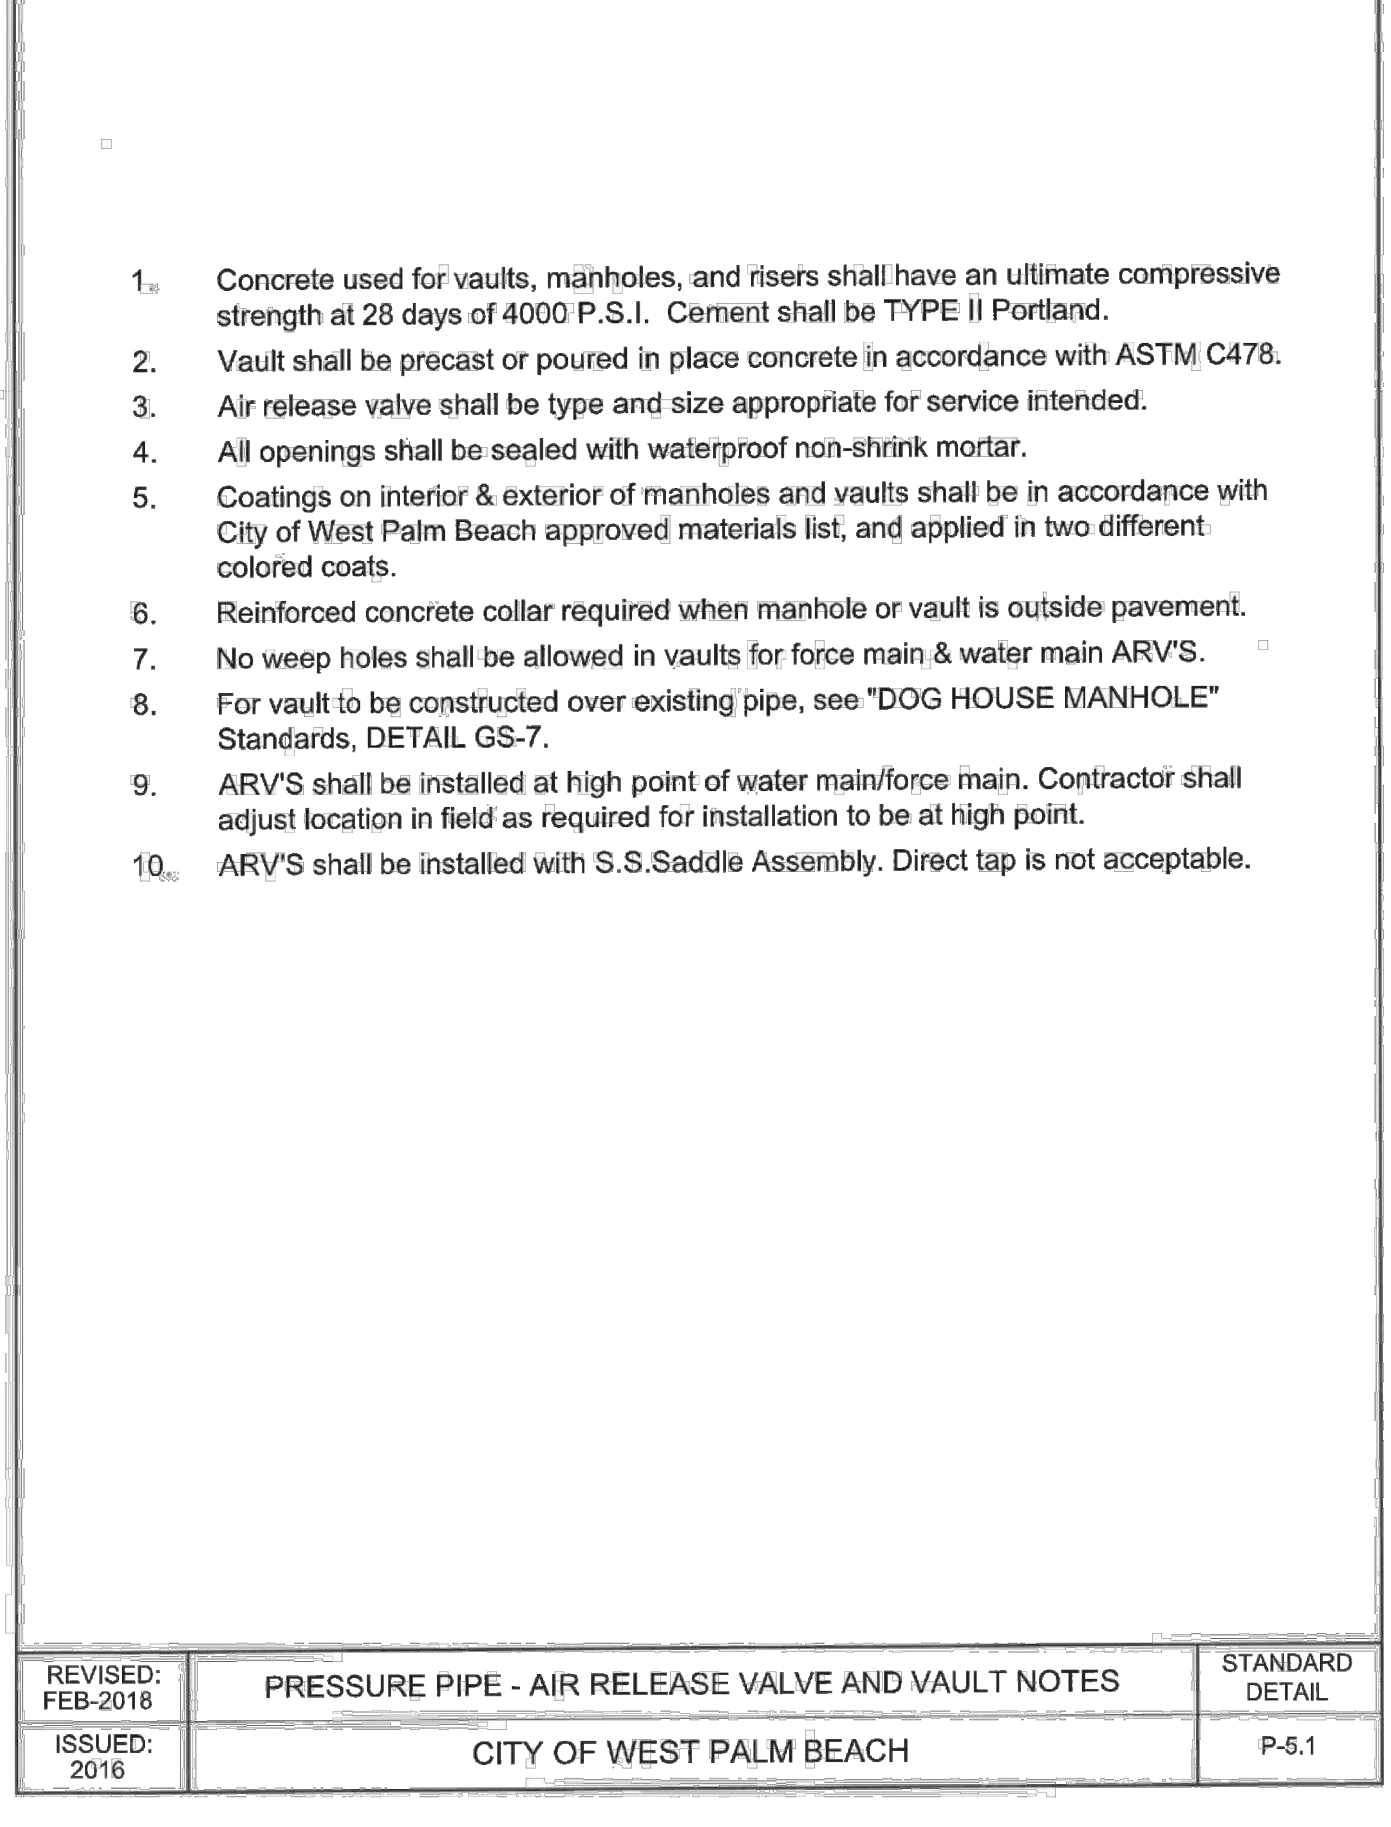 1. Concrete used for vaults, manholes, and risers shall have an ultimate compressive
strength at 28 days of 4000 P.S.I. Cement shall be TYPE II Portland.
2. Vault shall be precast or poured in place concrete in accordance with ASTM C478.
3. Air release valve shall be type and size appropriate for service intended.
4. All openings shall be sealed with waterproof non-shrink mortar.
5. Coatings on interior & exterior of manholes and vaults shall be in accordance with
City of West Palm Beach approved materials list, and applied in two different
colored coats.
6. Reinforced concrete collar required when manhole or vault is outside pavement.
7. No weep holes shall be allowed in vaults for force main & water main ARV'S.
8. For vault to be constructed over existing pipe, see "DOG HOUSE MANHOLE"
Standards, DETAIL GS-7.
9. ARV'S shall be installed at high point of water main/force main. Contractor shall
adjust location in field as required for installation to be at high point.
10. ARV'S shall be installed with S.S.Saddle Assembly. Direct tap is not acceptable.
REVISED:
FEB-2018
PRESSURE PIPE - AIR RELEASE VALVE AND VAULT NOTES
STANDARD
DETAIL
ISSUED:
2016
CITY OF WEST PALM BEACH
P-5.1